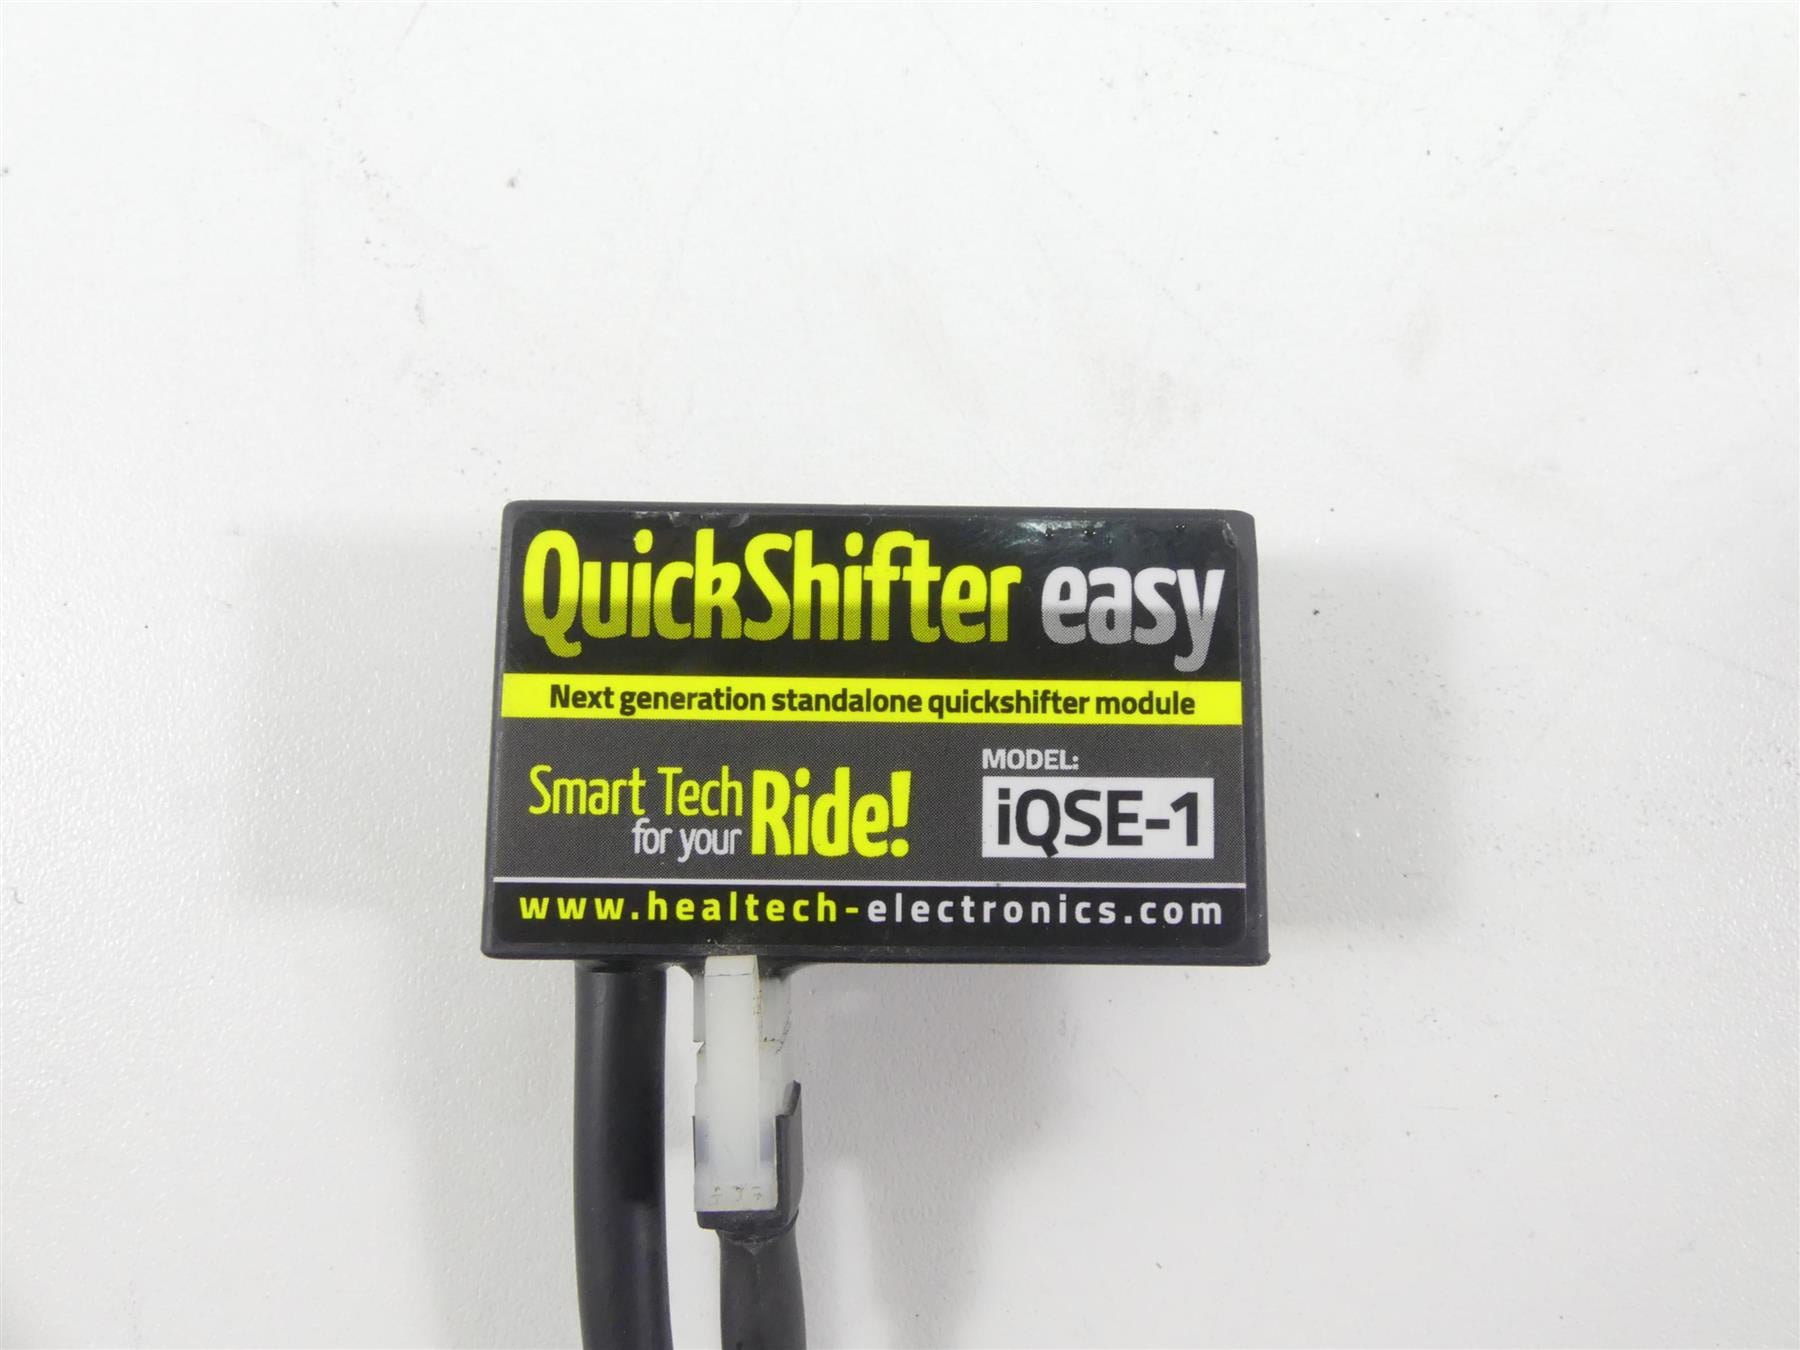 QuickShifter easy
Next generation standalone quickshifter module
Smart Tech
for your Ride!
MODEL:
iQSE-1
www.healtech-electronics.com